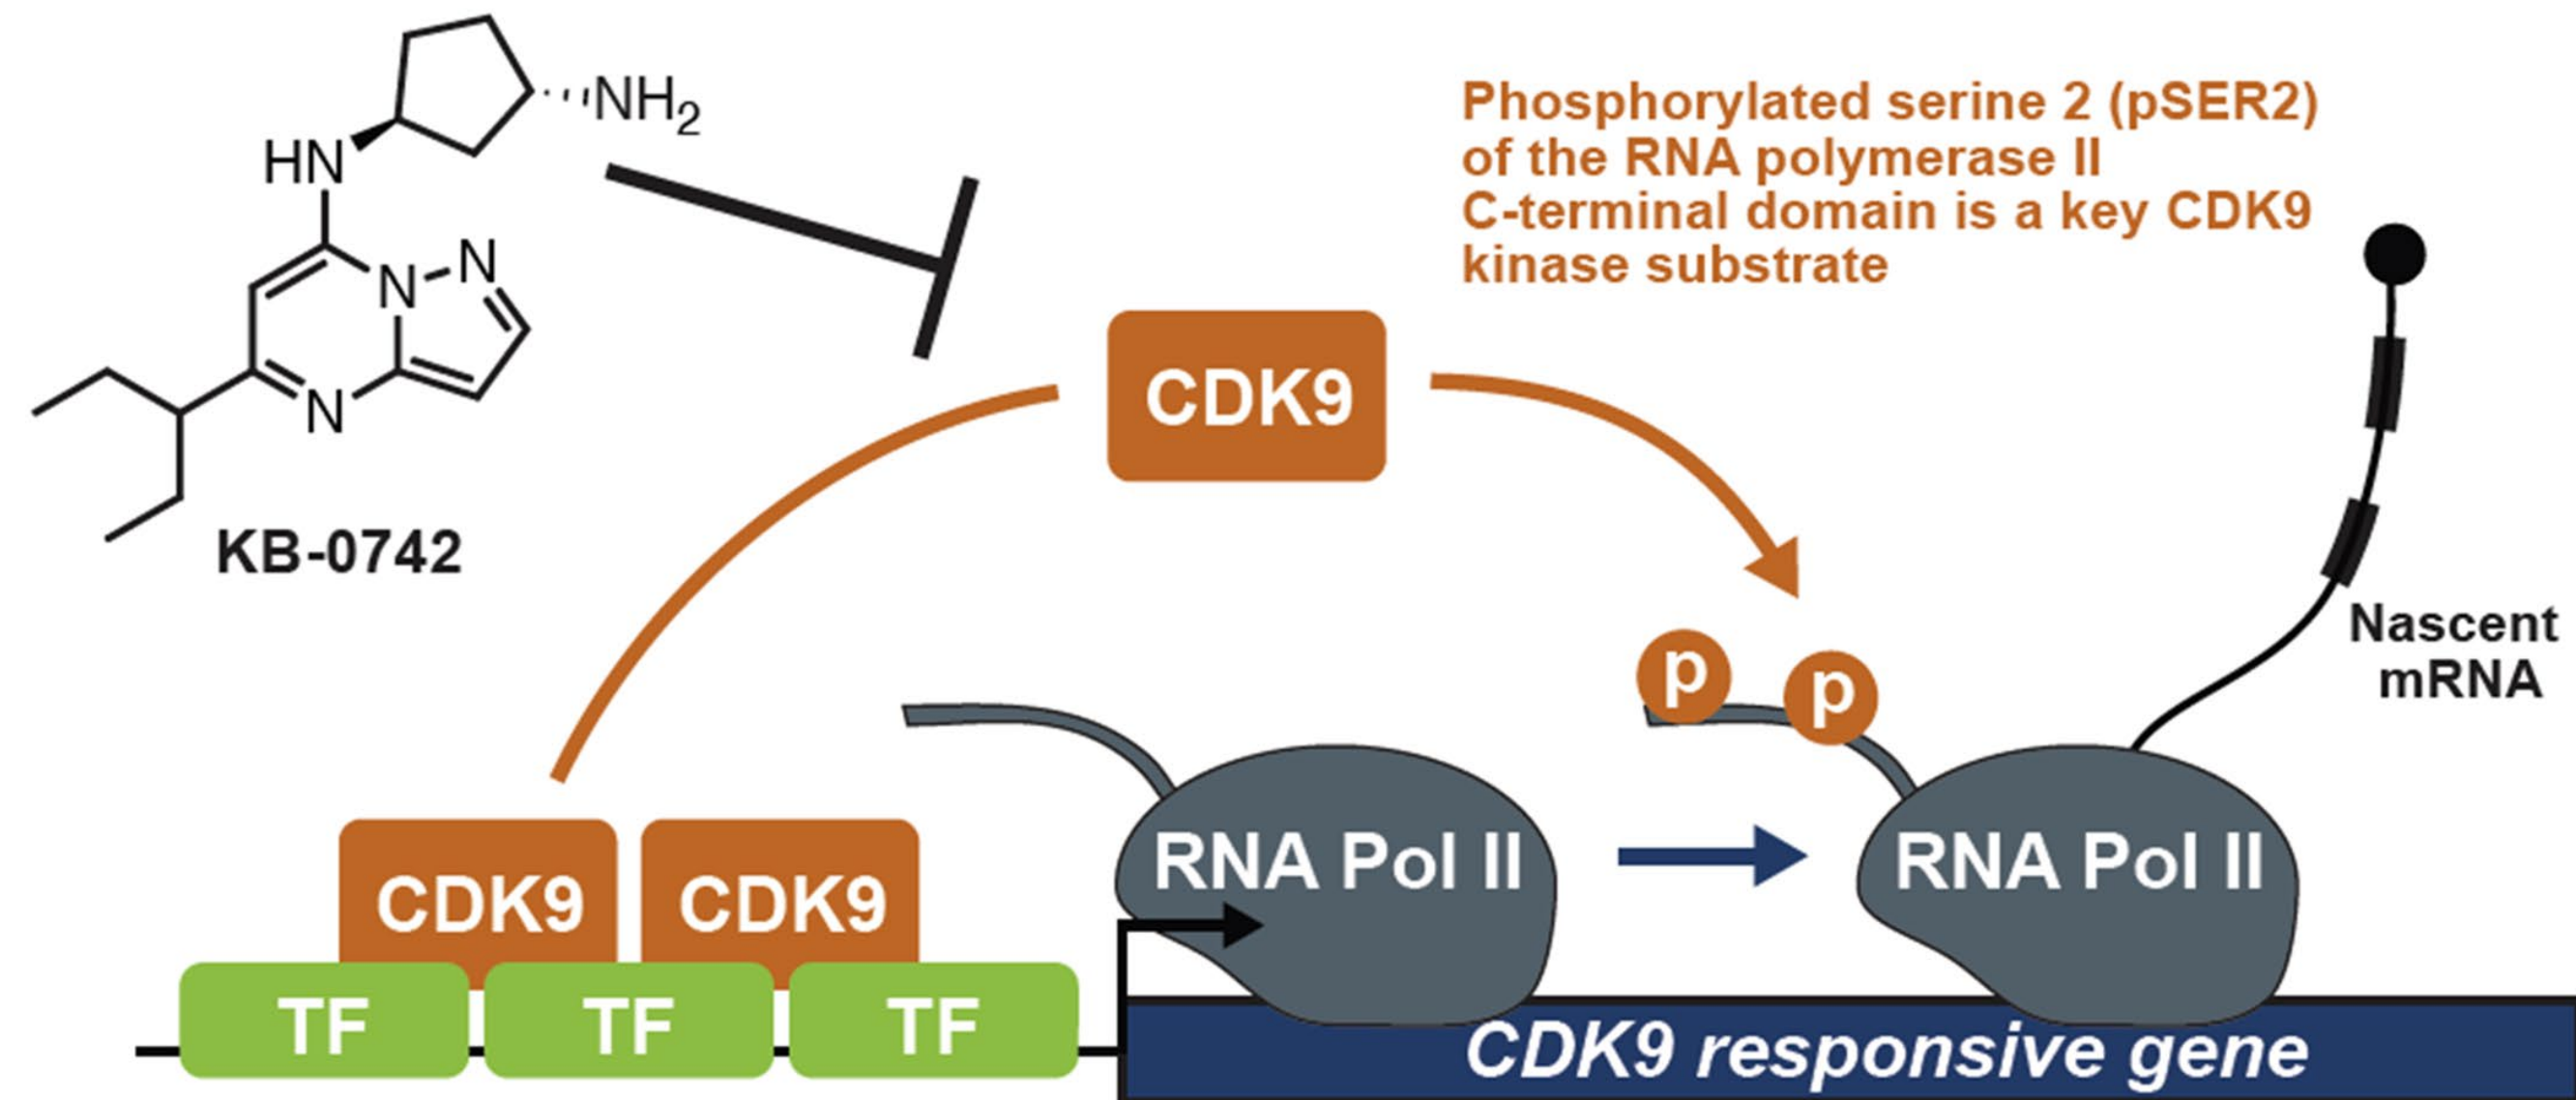 NH2
HN
N
N
N
KB-0742
Phosphorylated serine 2 (pSER2)
of the RNA polymerase II
C-terminal domain is a key CDK9
kinase substrate
CDK9
Nascent
mRNA
p
p
CDK9
CDK9
RNA Pol II
RNA Pol II
TF
TF
TF
CDK9 responsive gene